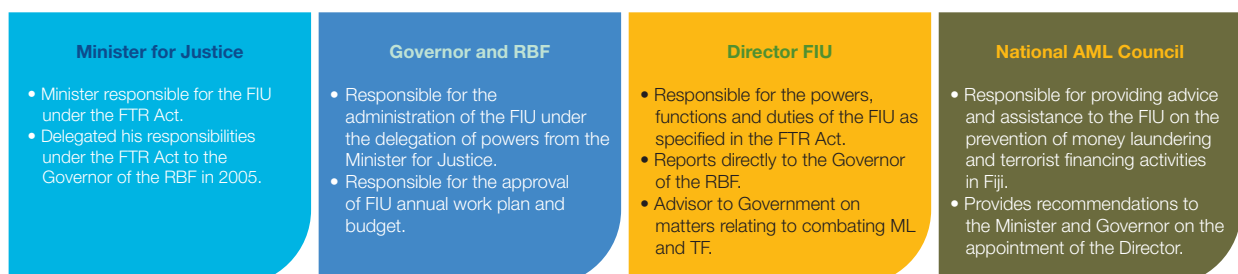 Minister for Justice
• Minister responsible for the FIU
under the FTR Act.
• Delegated his responsibilities
under the FTR Act to the
Governor of the RBF in 2005.
Governor and RBF
• Responsible for the
administration of the FIU under
the delegation of powers from the
Minister for Justice.
• Responsible for the approval
of FIU annual work plan and
budget.
Director FIU
• Responsible for the powers,
functions and duties of the FIU as
specified in the FTR Act.
• Reports directly to the Governor
of the RBF.
• Advisor to Government on
matters relating to combating ML
and TF.
National AML Council
• Responsible for providing advice
and assistance to the FIU on the
prevention of money laundering
and terrorist financing activities
in Fiji.
• Provides recommendations to
the Minister and Governor on the
appointment of the Director.